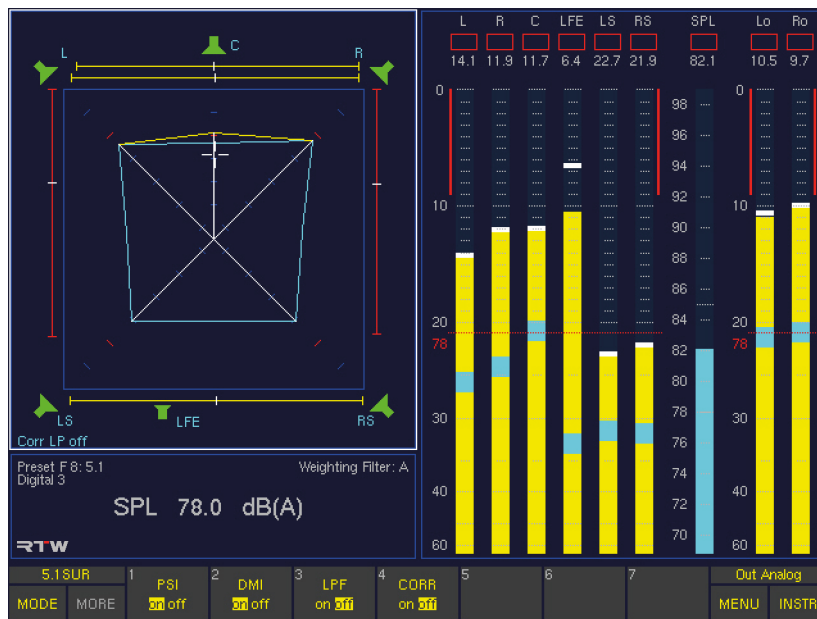 L R C LFE LS RS SPL Lo Ro
14.1 11.9 11.7 6.4 22.7 21.9 82.1 10.5 9.7
L C R
LS LFE RS
Corr LP off
0 10 20 78 30 40 60
98 96 94 92 90 88 86 84 82 80 78 76 74 72 70
0 10 20 78 30 40 60
Preset F 8: 5.1 Weighting Filter: A
Digital 3
SPL 78.0 dB(A)
RTW
5.1SUR 1 PSI 2 DMI 3 LPF 4 CORR 5 6 7 Out Analog
MODE MORE on off on off on off on off MENU INSTR